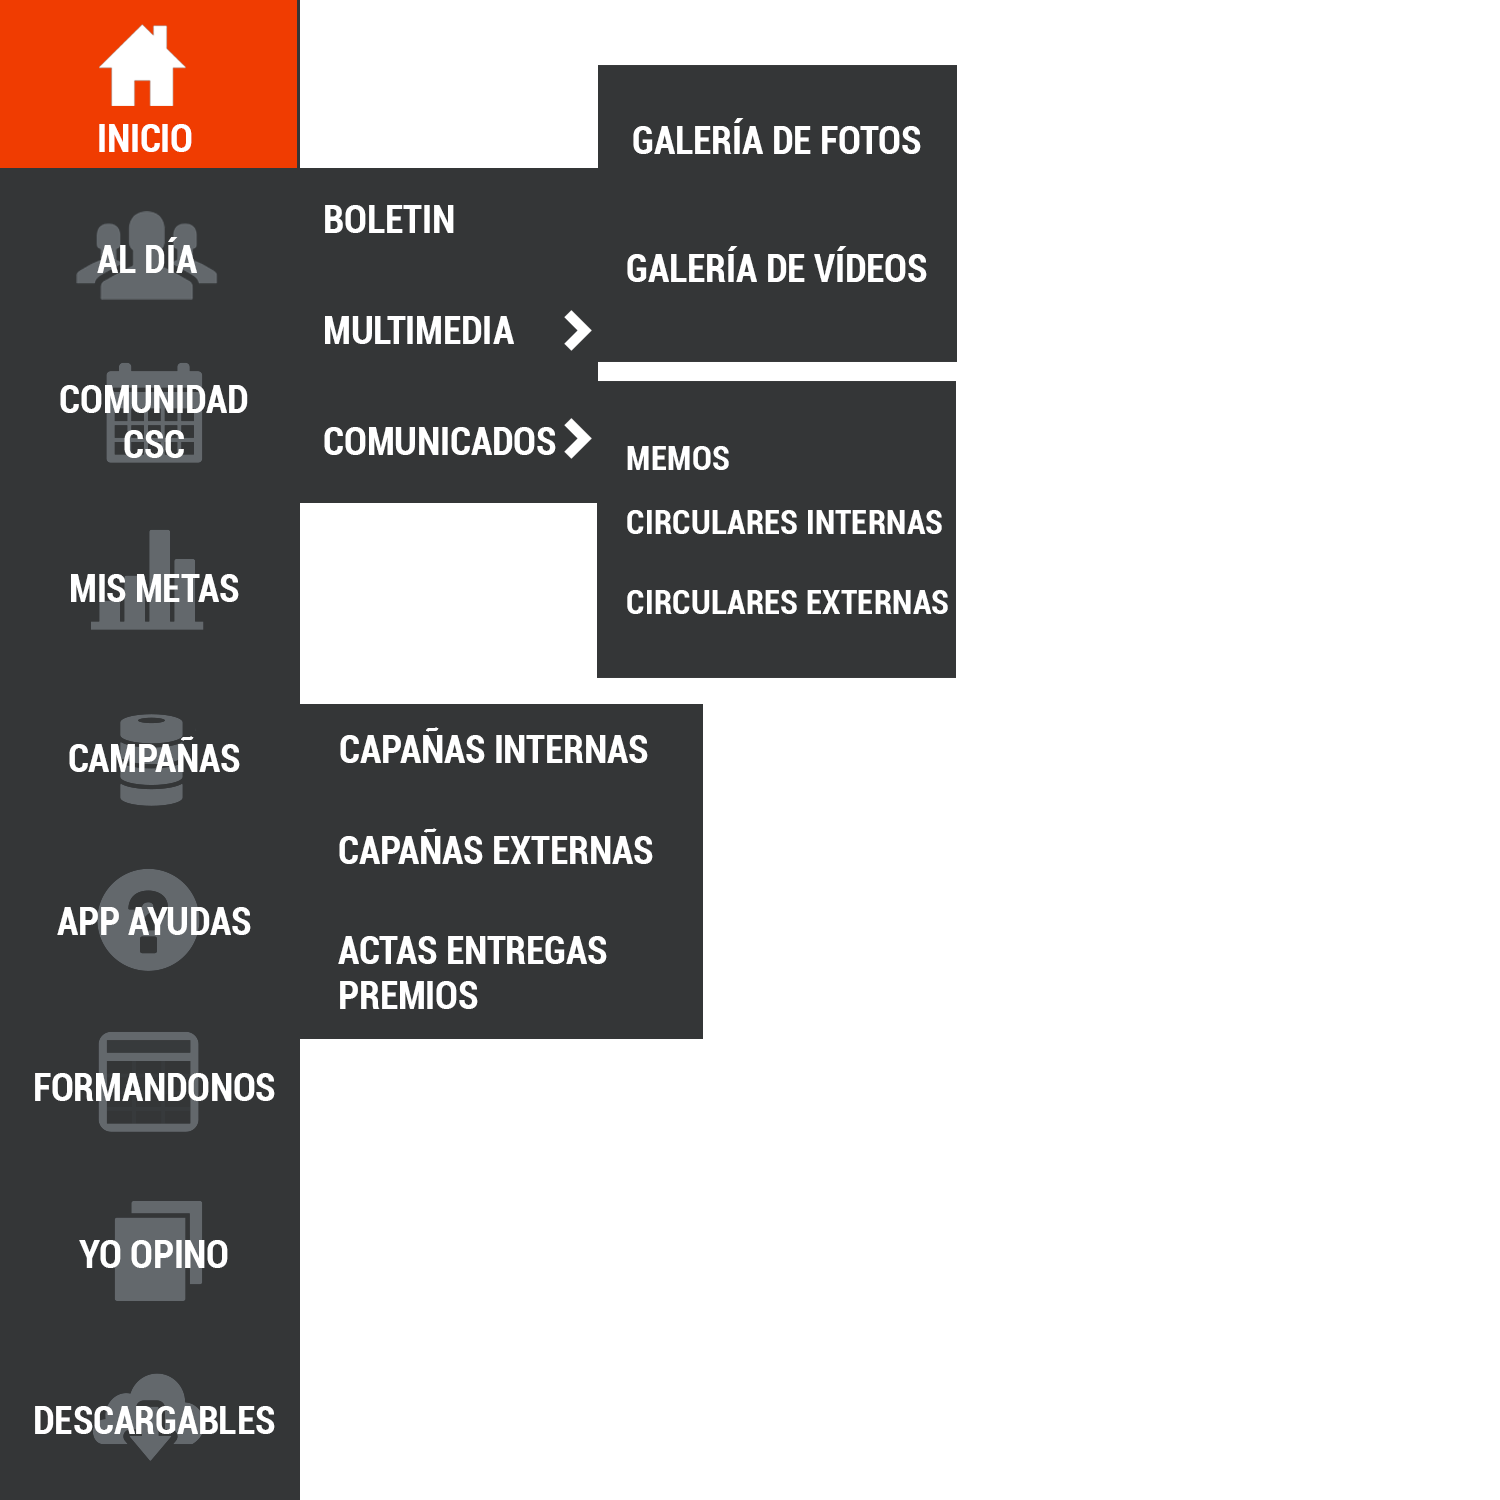 INICIO
AL DÍA
COMUNIDAD
CSC
MIS METAS
CAMPAÑAS
APP AYUDAS
FORMANDONOS
YO OPINO
DESCARGABLES
BOLETIN
MULTIMEDIA
COMUNICADOS
GALERÍA DE FOTOS
GALERÍA DE VÍDEOS
MEMOS
CIRCULARES INTERNAS
CIRCULARES EXTERNAS
CAPAÑAS INTERNAS
CAPAÑAS EXTERNAS
ACTAS ENTREGAS
PREMIOS